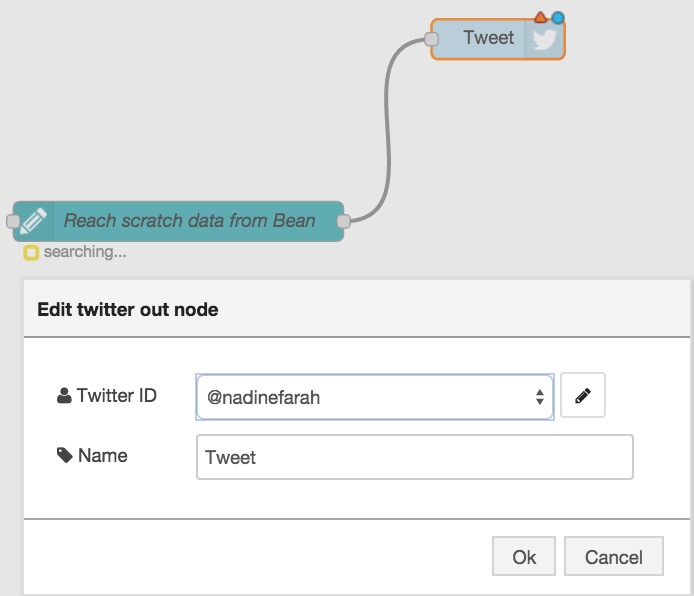 Tweet
Reach scratch data from Bean
searching...
Edit twitter out node
Twitter ID
@nadinefarah
Name
Tweet
Ok
Cancel